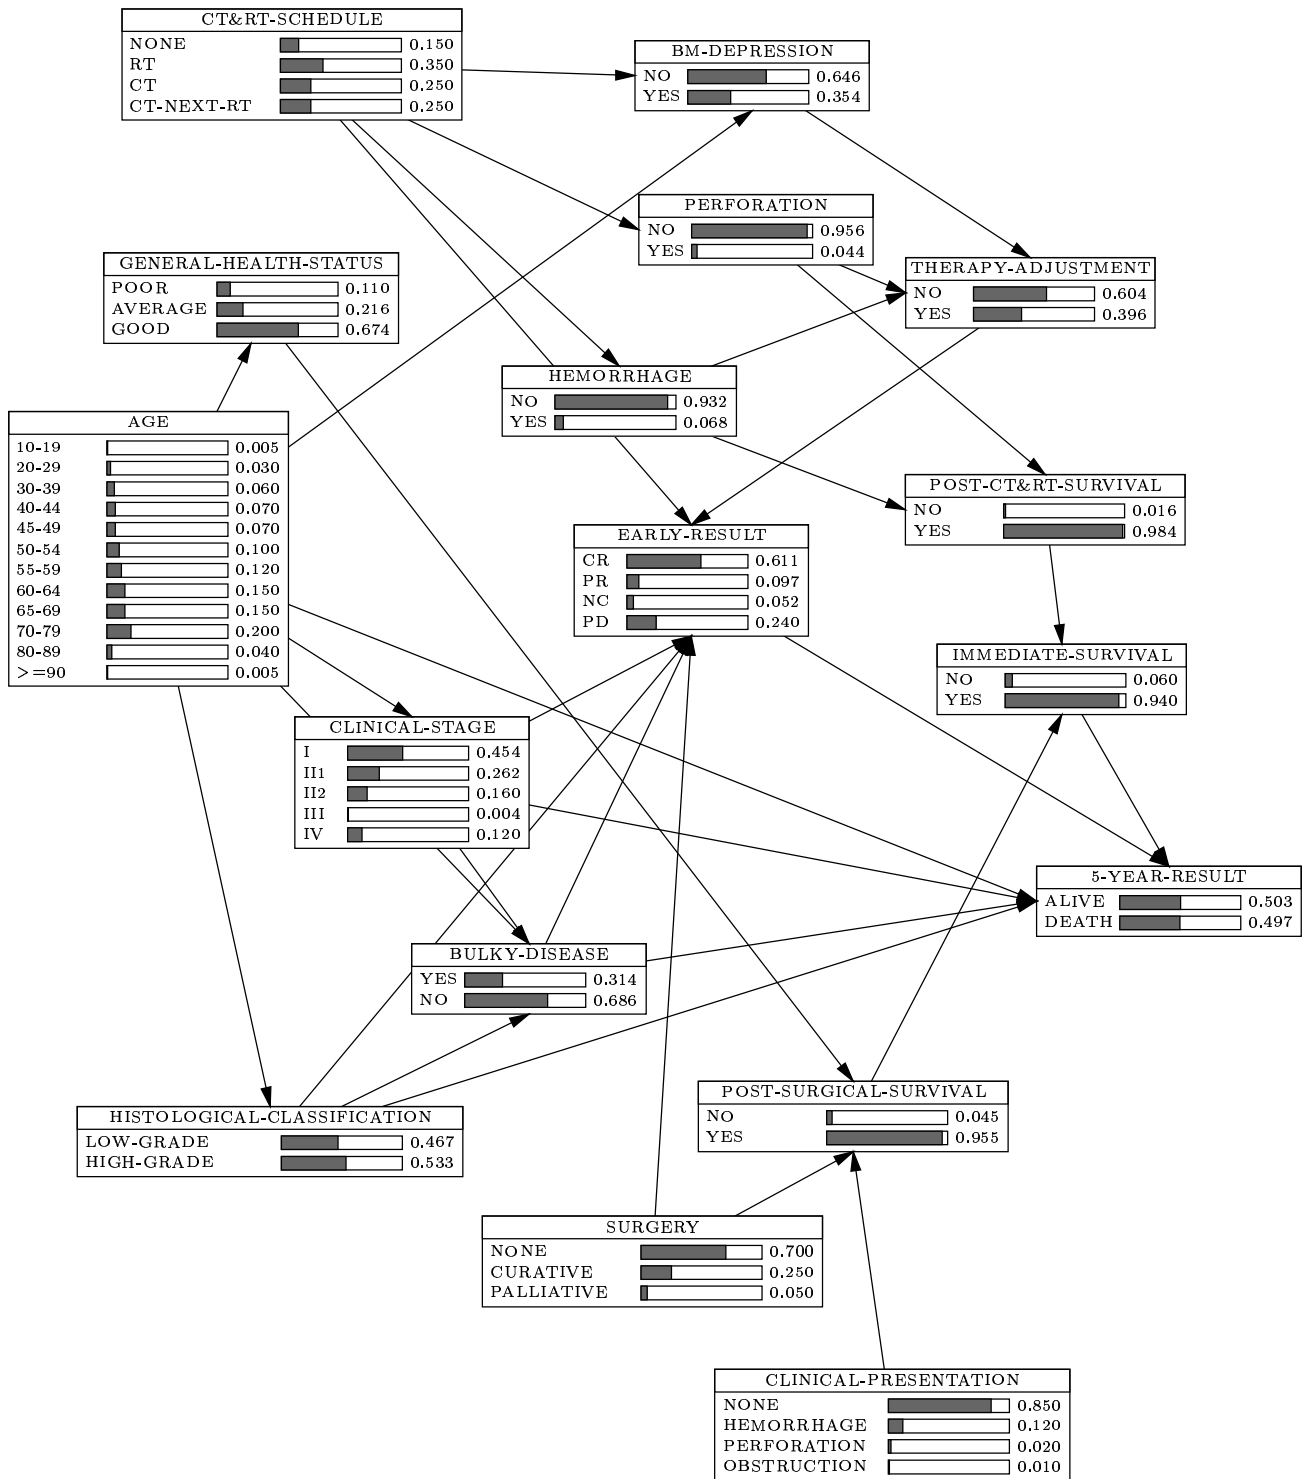 CT&RT-SCHEDULE
NONE 0.150
RT 0.350
CT 0.250
CT-NEXT-RT 0.250
BM-DEPRESSION
NO 0.646
YES 0.354
PERFORATION
NO 0.956
YES 0.044
GENERAL-HEALTH-STATUS
POOR 0.110
AVERAGE 0.216
GOOD 0.674
THERAPY-ADJUSTMENT
NO 0.604
YES 0.396
HEMORRHAGE
NO 0.932
YES 0.068
AGE
10-19 0.005
20-29 0.030
30-39 0.060
40-44 0.070
45-49 0.070
50-54 0.100
55-59 0.120
60-64 0.150
65-69 0.150
70-79 0.200
80-89 0.040
>=90 0.005
POST-CT&RT-SURVIVAL
NO 0.016
YES 0.984
EARLY-RESULT
CR 0.611
PR 0.097
NC 0.052
PD 0.240
IMMEDIATE-SURVIVAL
NO 0.060
YES 0.940
CLINICAL-STAGE
I 0.454
II1 0.262
II2 0.160
III 0.004
IV 0.120
5-YEAR-RESULT
ALIVE 0.503
DEATH 0.497
BULKY-DISEASE
YES 0.314
NO 0.686
POST-SURGICAL-SURVIVAL
NO 0.045
YES 0.955
HISTOLOGICAL-CLASSIFICATION
LOW-GRADE 0.467
HIGH-GRADE 0.533
SURGERY
NONE 0.700
CURATIVE 0.250
PALLIATIVE 0.050
CLINICAL-PRESENTATION
NONE 0.850
HEMORRHAGE 0.120
PERFORATION 0.020
OBSTRUCTION 0.010